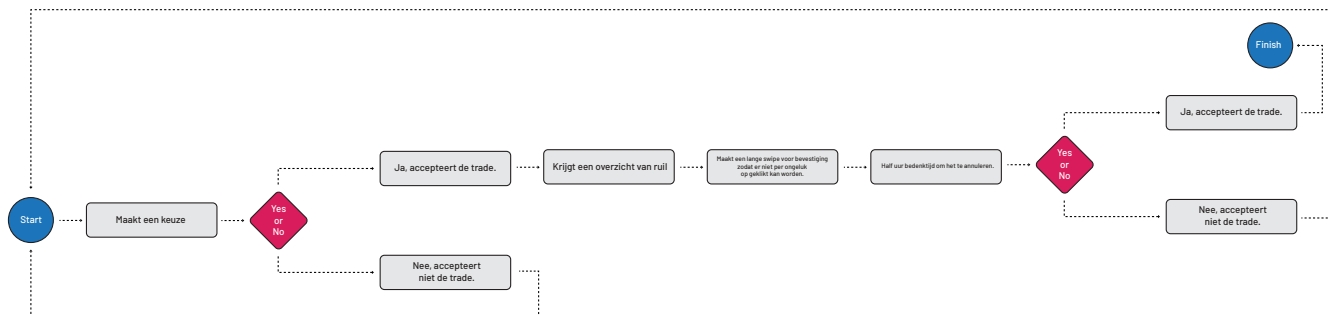 Start
Maakt een keuze
Yes
or
No
Ja, accepteert de trade.
Nee, accepteert
niet de trade.
Krijgt een overzicht van ruil
Maakt een lange swipe voor bevestiging
zodat er niet per ongeluk
op geklikt kan worden.
Half uur bedenktijd om het te annuleren.
Yes
or
No
Ja, accepteert de trade.
Nee, accepteert
niet de trade.
Finish